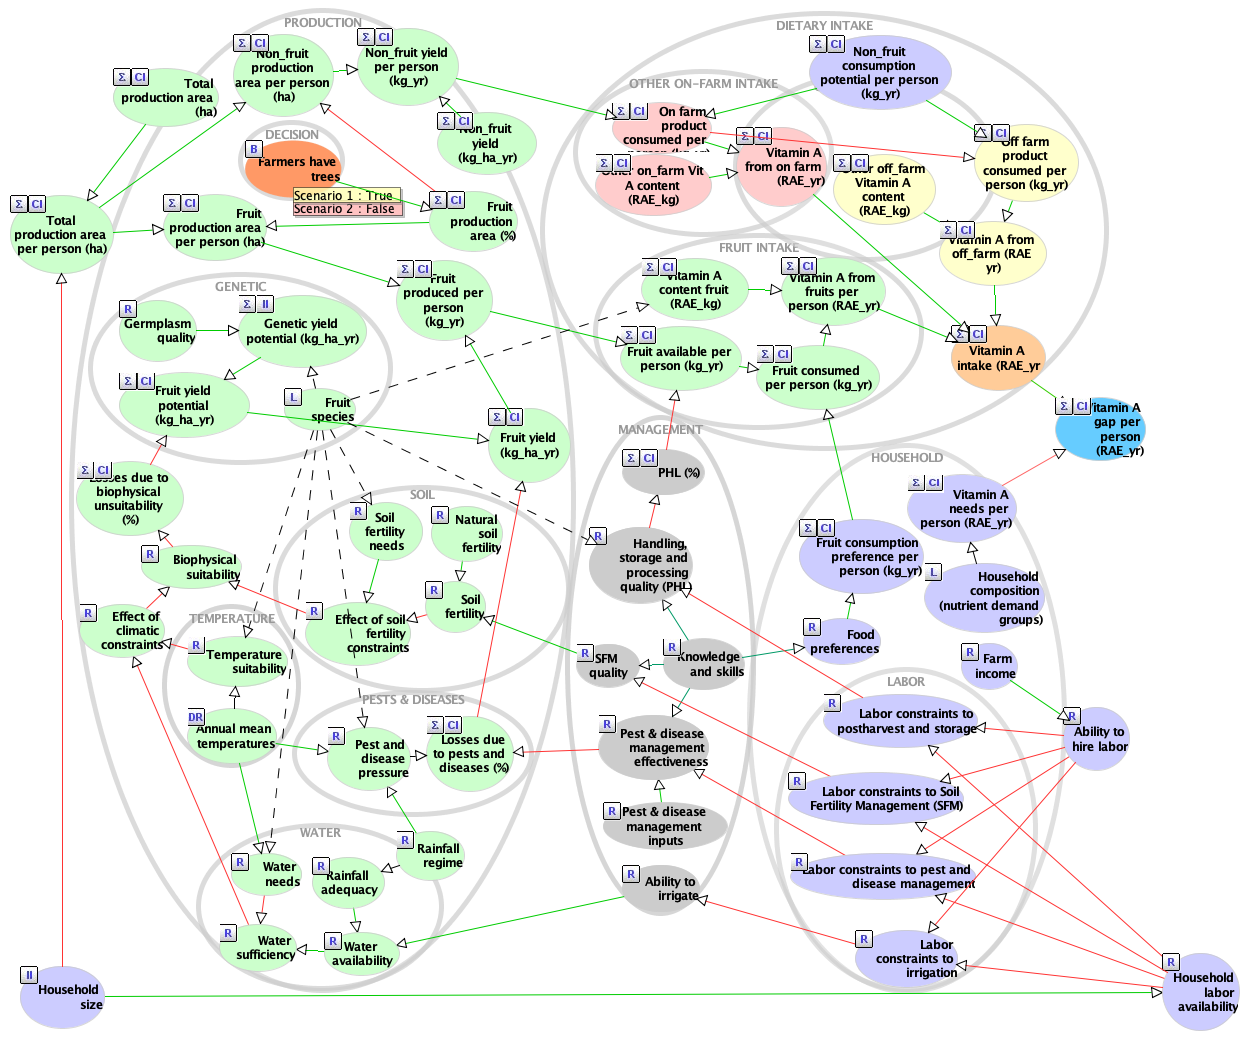 PRODUCTION
Σ CI
Non_fruit
production
area per person
(ha)
Σ CI
Non_fruit yield
per person
(kg_yr)
Σ CI
Total
production area
(ha)
Σ CI
Non_fruit
yield
(kg_ha_yr)
DECISION
B
Farmers have
trees
Scenario 1 : True
Scenario 2 : False
Σ CI
Total
production area
per person (ha)
Σ CI
Fruit
production area
per person (ha)
Σ CI
Fruit
production
area (%)
Σ CI
Fruit
produced per
person
(kg_yr)
GENETIC
R
Germplasm
quality
Σ II
Genetic yield
potential (kg_ha_yr)
Σ CI
Fruit yield
potential
(kg_ha_yr)
L
Fruit
species
Σ CI
Fruit yield
(kg_ha_yr)
Σ CI
Losses due to
biophysical
unsuitability
(%)
R
Biophysical
suitability
R
Effect of
climatic
constraints
SOIL
R
Soil
fertility
needs
R
Natural
soil
fertility
R
Effect of soil
fertility
constraints
R
Soil
fertility
TEMPERATURE
R
Temperature
suitability
DR
Annual mean
temperatures
PESTS & DISEASES
R
Pest and
disease
pressure
Σ CI
Losses due
to pests and
diseases (%)
WATER
R
Water
needs
R
Rainfall
adequacy
R
Rainfall
regime
R
Water
sufficiency
R
Water
availability
II
Household
size
DIETARY INTAKE
Σ CI
Non_fruit
consumption
potential per person
(kg_yr)
OTHER ON-FARM INTAKE
Σ CI
On farm
product
consumed per
person (kg_yr)
Σ CI
Other on_farm Vit
A content
(RAE_kg)
Σ CI
Vitamin A
from on farm
(RAE_yr)
Σ CI
Off farm
product
consumed per
person (kg_yr)
Σ CI
Other off_farm
Vitamin A
content
(RAE_kg)
Σ CI
Vitamin A from
off_farm (RAE
yr)
FRUIT INTAKE
Σ CI
Vitamin A
content fruit
(RAE_kg)
Σ CI
Vitamin A from
fruits per
person (RAE_yr)
Σ CI
Fruit available per
person (kg_yr)
Σ CI
Fruit consumed
per person (kg_yr)
Σ CI
Vitamin A
intake (RAE_yr
Σ CI
Vitamin A
gap per
person
(RAE_yr)
MANAGEMENT
Σ CI
PHL (%)
R
Handling,
storage and
processing
quality (PHL)
R
SFM
quality
R
Knowledge
and skills
R
Pest & disease
management
effectiveness
R
Pest & disease
management
inputs
R
Ability to
irrigate
HOUSEHOLD
Σ CI
Vitamin A
needs per
person (RAE_yr)
Σ CI
Fruit consumption
preference per
person (kg_yr)
L
Household
composition
(nutrient demand
groups)
R
Food
preferences
R
Farm
income
LABOR
R
Labor constraints to
postharvest and storage
R
Ability to
hire labor
R
Labor constraints to Soil
Fertility Management (SFM)
R
Labor constraints to pest and
disease management
R
Labor
constraints to
irrigation
R
Household
labor
availability